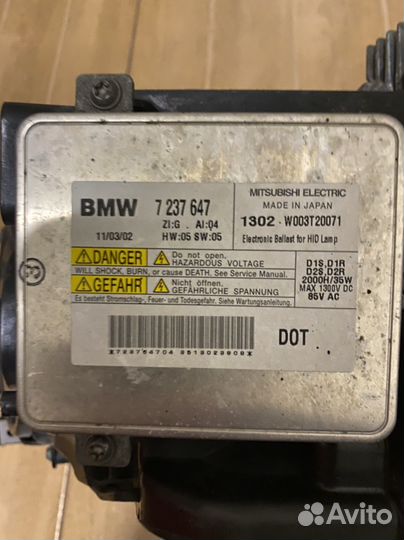 BMW 7 237 647
ZI:G AI:04
11/03/02 HW:05 SW:05
MITSUBISHI ELECTRIC
MADE IN JAPAN
1302 - W003T20071
Electronic Ballast for HID Lamp
DANGER Do not open.
HAZARDOUS VOLTAGE
WILL SHOCK, BURN, or cause DEATH. See Service Manual.
GEFAHR Nicht öffnen.
GEFÄHRLICHE SPANNUNG
Es besteht Stromschlag-, Feuer- und Todesgefahr. Siehe Wartungsanleitung.
D1S,D1R
D2S,D2R
2000H/35W
MAX 1300V DC
85V AC
DOT
Avito